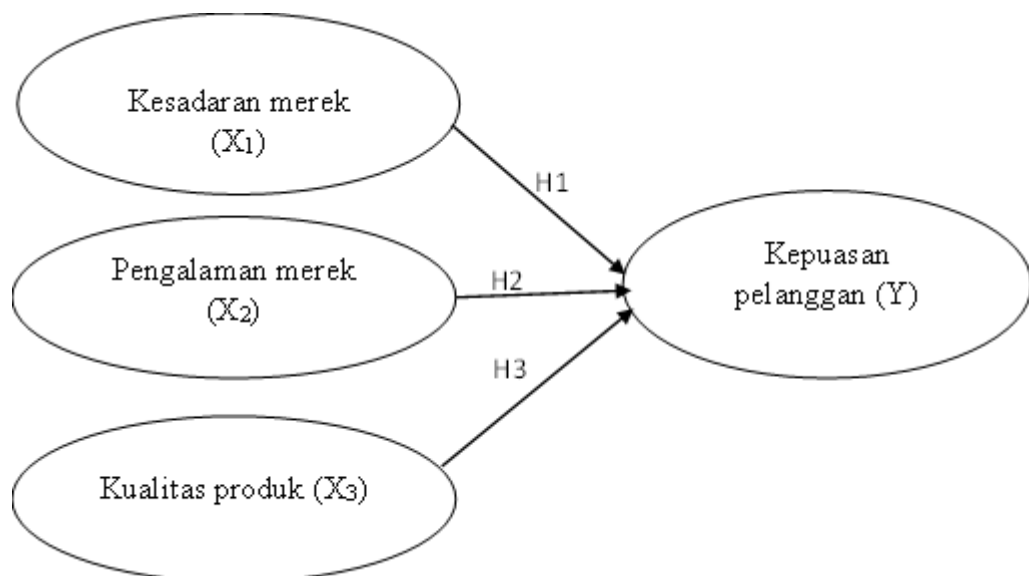 Kesadaran merek
(X1)
H1
Pengalaman merek
(X2)
H2
Kepuasan
pelanggan (Y)
H3
Kualitas produk (X3)